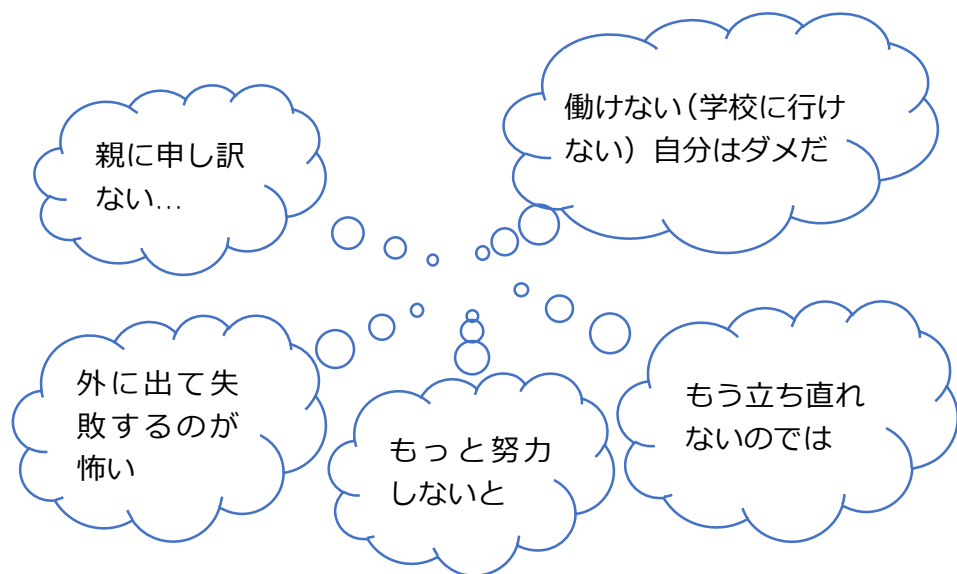 親に申し訳
ない…
働けない（学校に行け
ない）自分はダメだ
外に出て失
敗するのが
怖い
もっと努力
しないと
もう立ち直れ
ないのでは